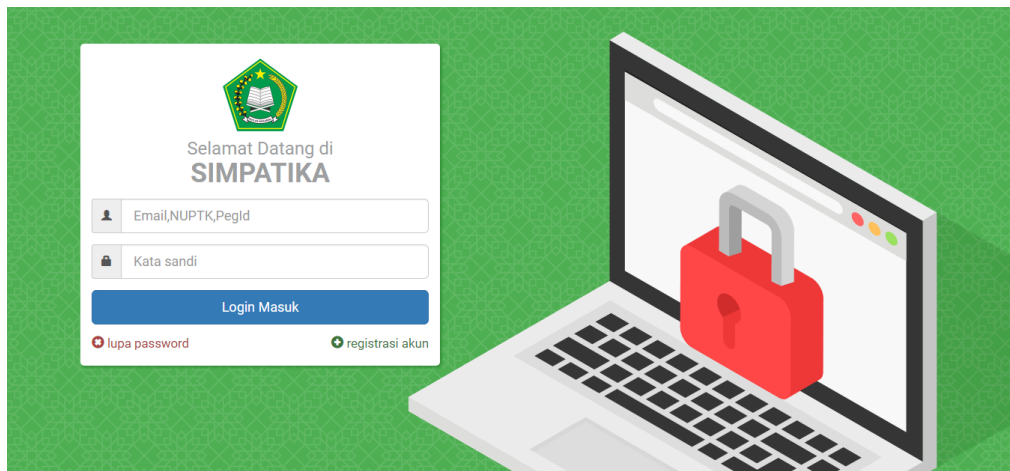 Selamat Datang di
SIMPATIKA
Email,NUPTK,PegId
Kata sandi
Login Masuk
lupa password
registrasi akun